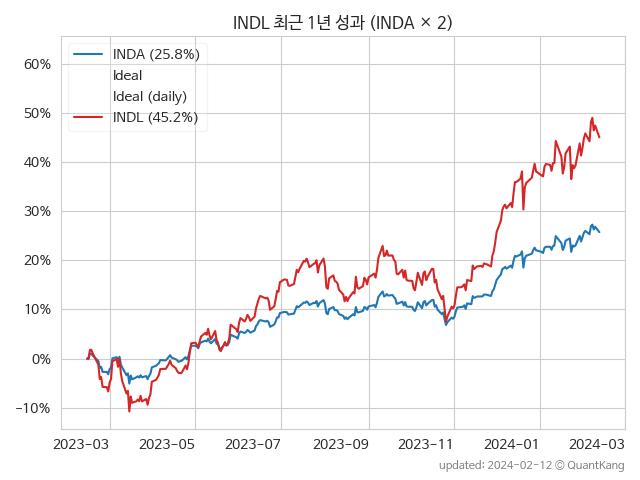 INDL 최근 1년 성과 (INDA × 2)
INDA (25.8%)
Ideal
Ideal (daily)
INDL (45.2%)
60%
50%
40%
30%
20%
10%
0%
−10%
2023-03 2023-05 2023-07 2023-09 2023-11 2024-01 2024-03
updated: 2024-02-12 © QuantKang